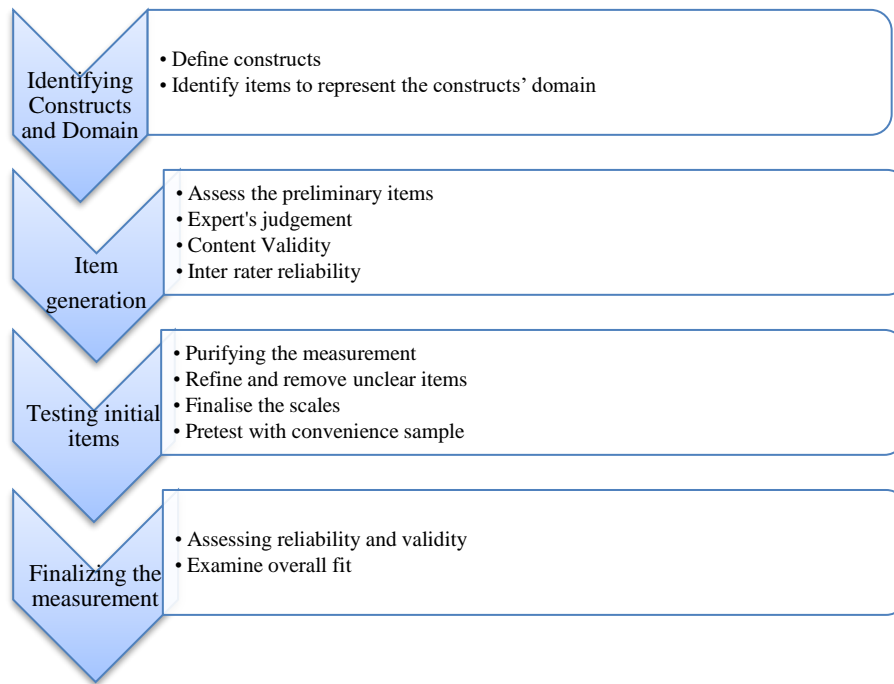 Identifying
Constructs
and Domain
• Define constructs
• Identify items to represent the constructs’ domain
Item
generation
• Assess the preliminary items
• Expert's judgement
• Content Validity
• Inter rater reliability
Testing initial
items
• Purifying the measurement
• Refine and remove unclear items
• Finalise the scales
• Pretest with convenience sample
Finalizing the
measurement
• Assessing reliability and validity
• Examine overall fit